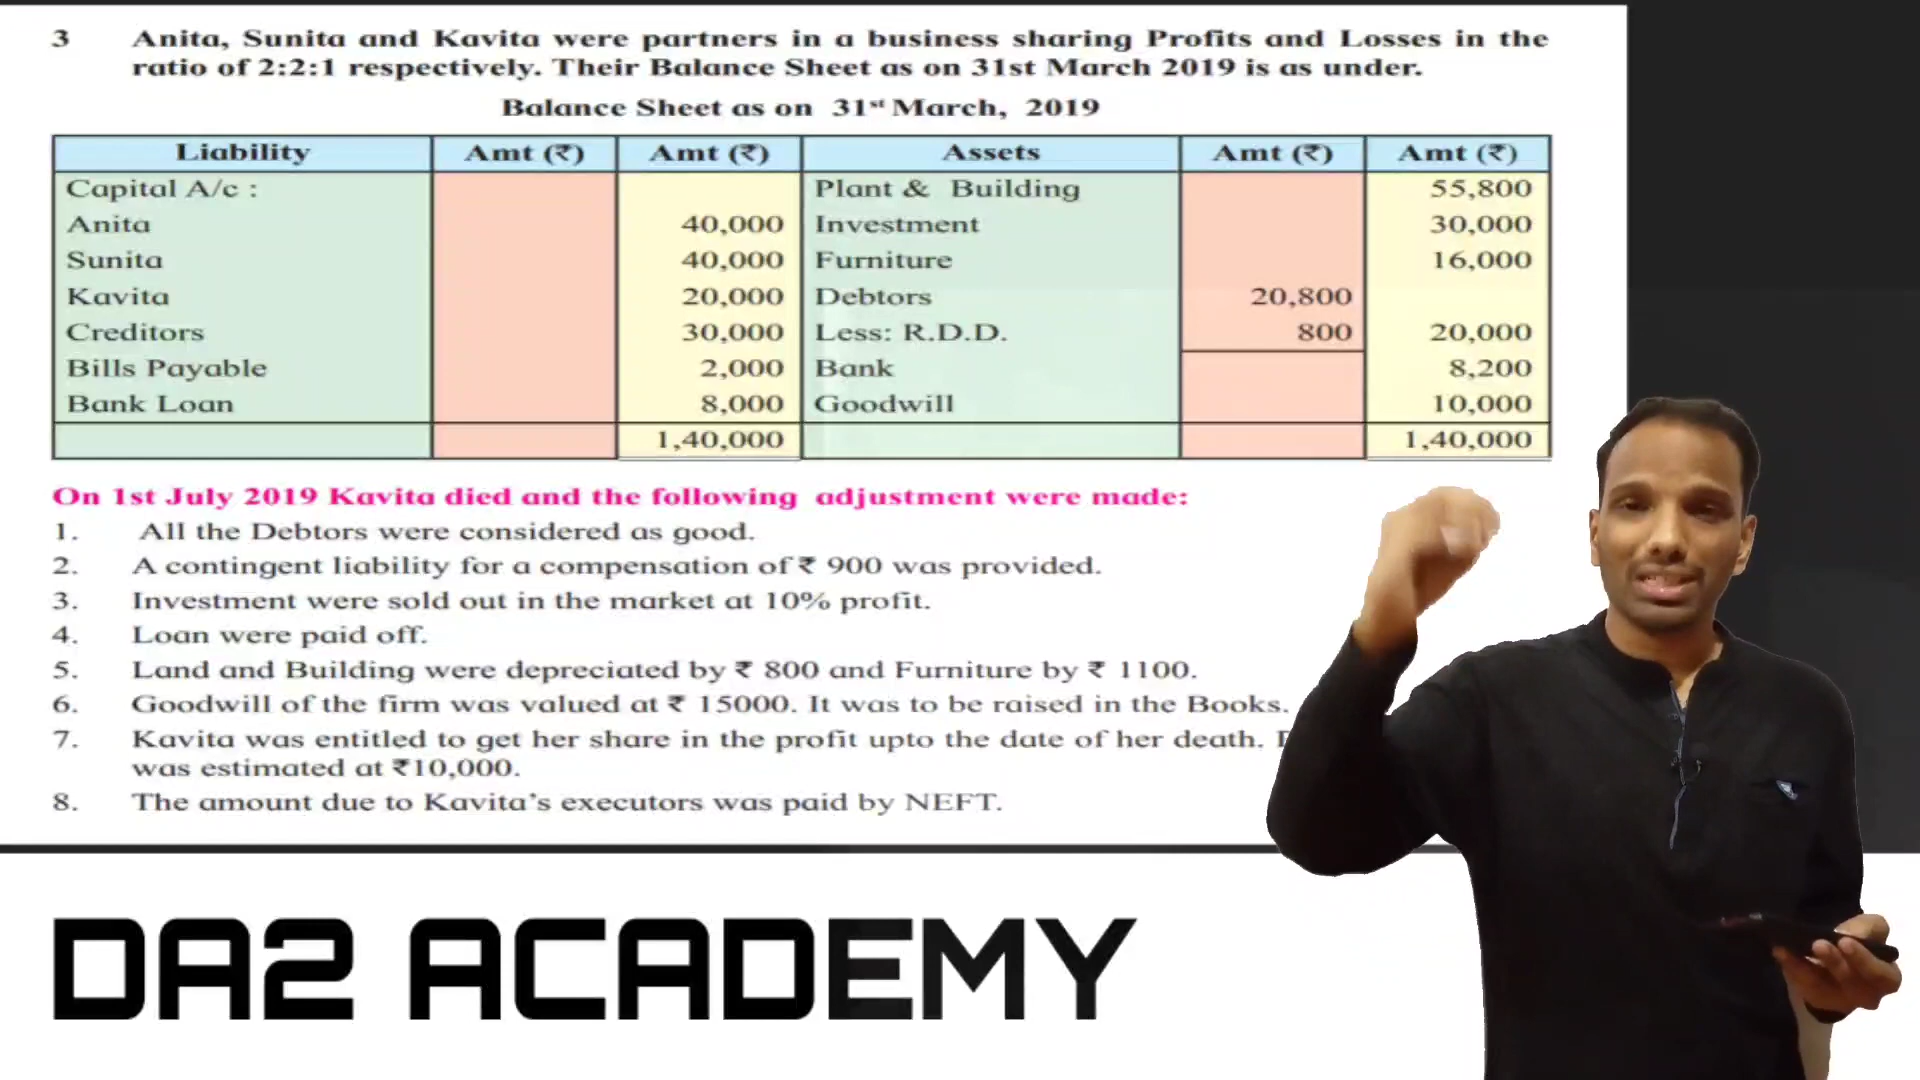 3 Anita, Sunita and Kavita were partners in a business sharing Profits and Losses in the
ratio of 2:2:1 respectively. Their Balance Sheet as on 31st March 2019 is as under.
Balance Sheet as on 31st March, 2019
Liability Amt (₹) Amt (₹) Assets Amt (₹) Amt (₹)
Capital A/c : Plant & Building 55,800
Anita 40,000 Investment 30,000
Sunita 40,000 Furniture 16,000
Kavita 20,000 Debtors 20,800
Creditors 30,000 Less: R.D.D. 800 20,000
Bills Payable 2,000 Bank 8,200
Bank Loan 8,000 Goodwill 10,000
1,40,000 1,40,000
On 1st July 2019 Kavita died and the following adjustment were made:
1. All the Debtors were considered as good.
2. A contingent liability for a compensation of ₹ 900 was provided.
3. Investment were sold out in the market at 10% profit.
4. Loan were paid off.
5. Land and Building were depreciated by ₹ 800 and Furniture by ₹ 1100.
6. Goodwill of the firm was valued at ₹ 15000. It was to be raised in the Books.
7. Kavita was entitled to get her share in the profit upto the date of her death.
was estimated at ₹10,000.
8. The amount due to Kavita's executors was paid by NEFT.
DA2 ACADEMY